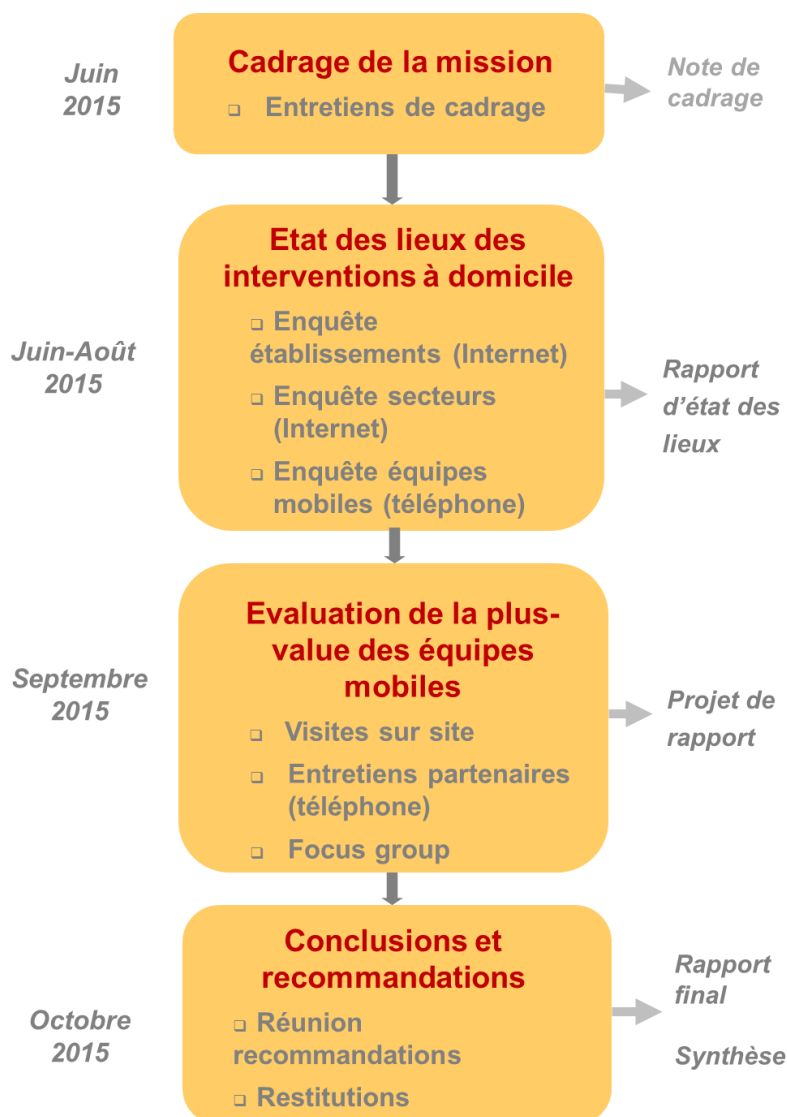 Juin
2015
Cadrage de la mission
❑ Entretiens de cadrage
Note de
cadrage
Juin-Août
2015
Etat des lieux des
interventions à domicile
❑ Enquête
établissements (Internet)
❑ Enquête secteurs
(Internet)
❑ Enquête équipes
mobiles (téléphone)
Rapport
d’état des
lieux
Septembre
2015
Evaluation de la plus-
value des équipes
mobiles
❑ Visites sur site
❑ Entretiens partenaires
(téléphone)
❑ Focus group
Projet de
rapport
Octobre
2015
Conclusions et
recommandations
❑ Réunion
recommandations
❑ Restitutions
Rapport
final
Synthèse